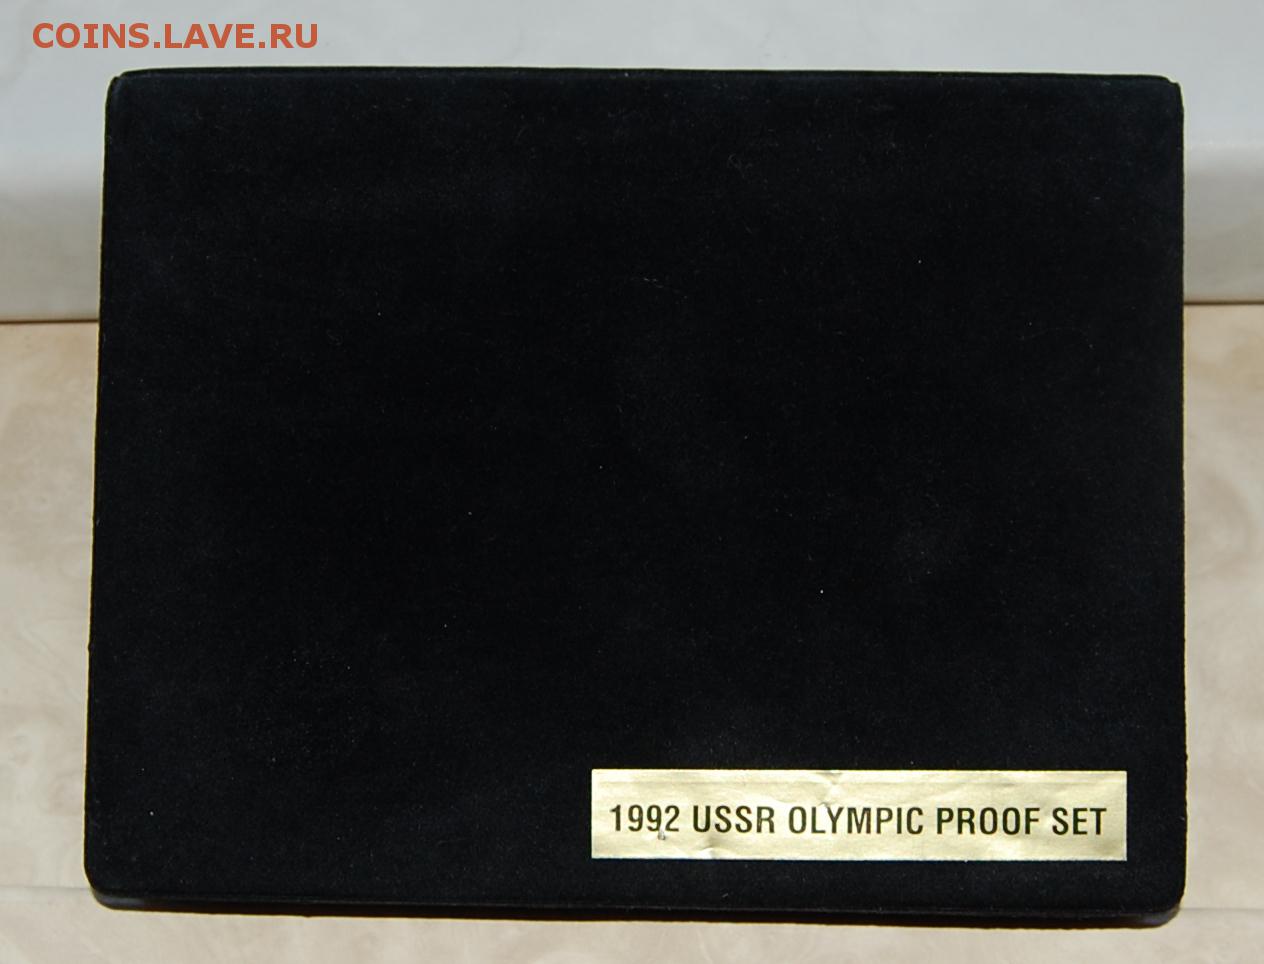 COINS.LAVE.RU
1992 USSR OLYMPIC PROOF SET